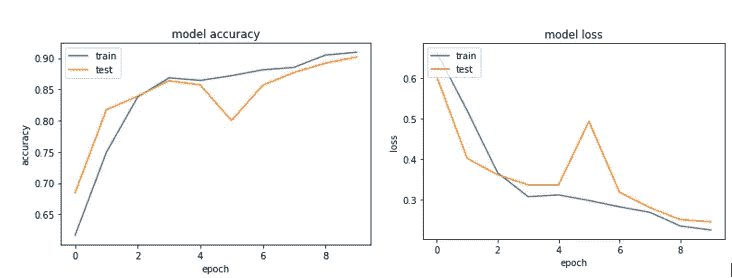 model accuracy
train
test
0.90
0.85
0.80
0.75
0.70
0.65
accuracy
0
2
4
6
8
epoch
model loss
train
test
0.6
0.5
0.4
0.3
loss
0
2
4
6
8
epoch